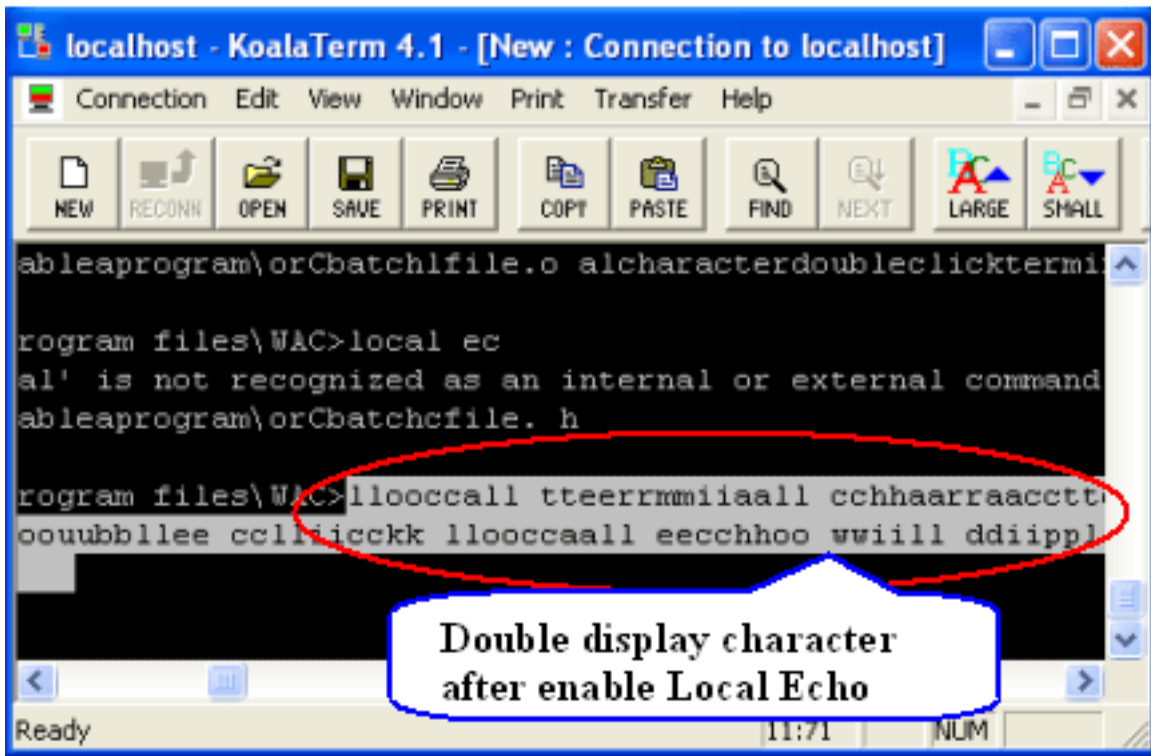 localhost - KoalaTerm 4.1 - [New : Connection to localhost]
Connection Edit View Window Print Transfer Help
NEW RECONN OPEN SAVE PRINT COPY PASTE FIND NEXT LARGE SMALL
ableaprogram\orCbatchlfile.o alcharacterdoubleclicktermi
rogram files\WAC>local ec
al' is not recognized as an internal or external command
ableaprogram\orCbatchcfile. h
rogram files\WAC>llooccall tteerrmmiiaall cchhaarraacctt
oouubbllee cclliicckk llooccaall eecchhoo wwiill ddiippl
Double display character
after enable Local Echo
Ready 11:71 NUM